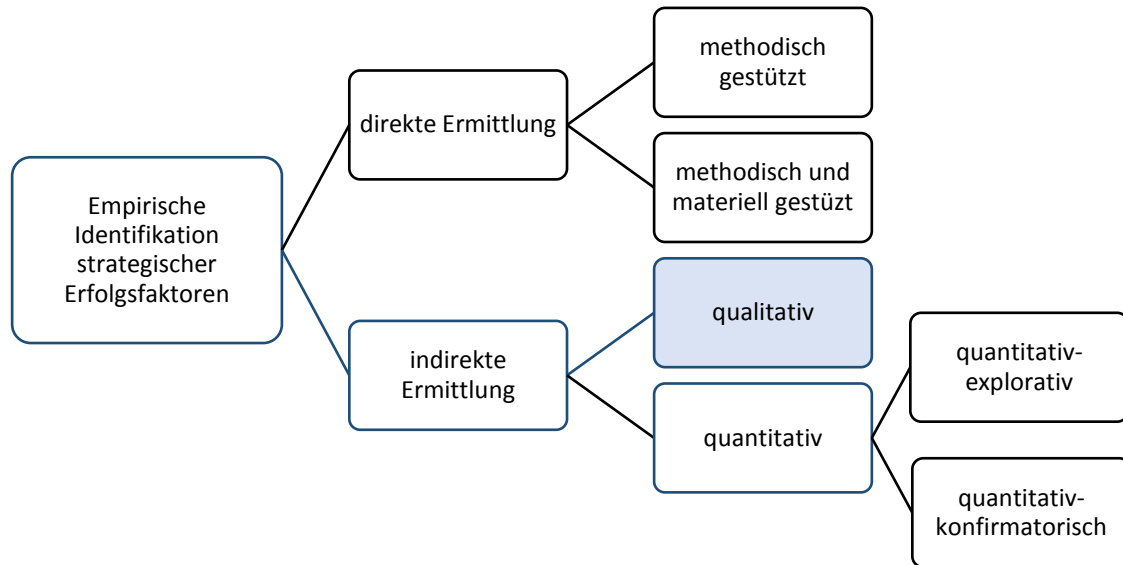 methodisch
gestützt
direkte Ermittlung
methodisch und
materiell gestüzt
Empirische
Identifikation
strategischer
Erfolgsfaktoren
qualitativ
indirekte
Ermittlung
quantitativ-
explorativ
quantitativ
quantitativ-
konfirmatorisch